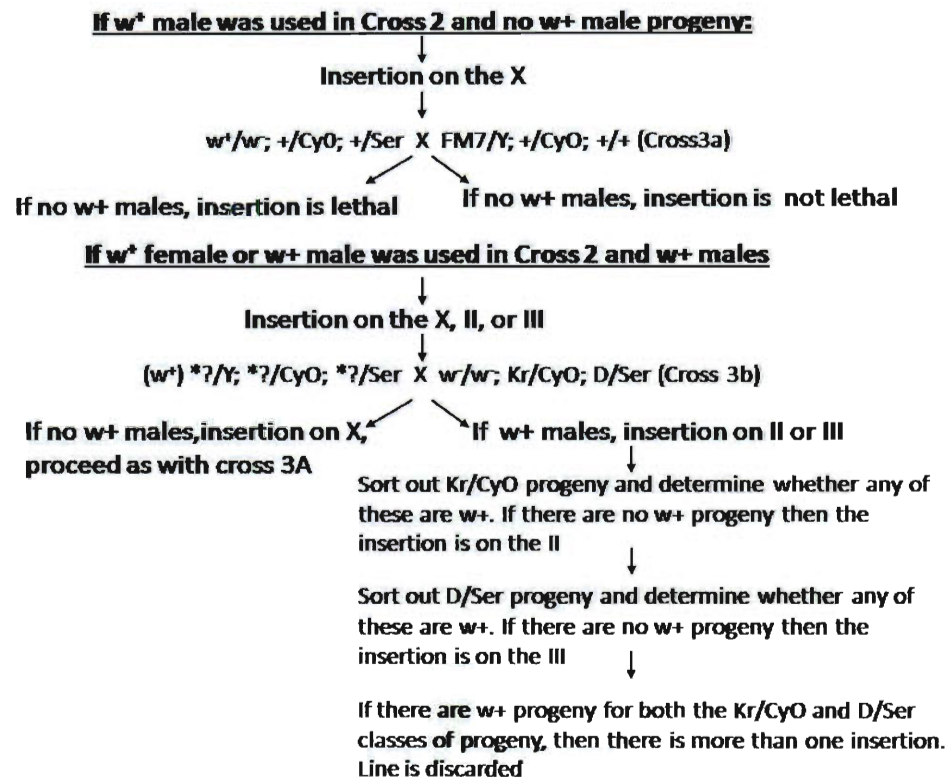 If w⁺ male was used in Cross 2 and no w+ male progeny:
Insertion on the X
w⁺/w⁻; +/Cy0; +/Ser X FM7/Y; +/CyO; +/+ (Cross3a)
If no w+ males, insertion is lethal
If no w+ males, insertion is not lethal
If w⁺ female or w+ male was used in Cross 2 and w+ males
Insertion on the X, II, or III
(w⁺) *?/Y; *?/CyO; *?/Ser X w⁻/w⁻; Kr/CyO; D/Ser (Cross 3b)
If no w+ males,insertion on X,
proceed as with cross 3A
If w+ males, insertion on II or III
Sort out Kr/CyO progeny and determine whether any of
these are w+. If there are no w+ progeny then the
insertion is on the II
Sort out D/Ser progeny and determine whether any of
these are w+. If there are no w+ progeny then the
insertion is on the III
If there are w+ progeny for both the Kr/CyO and D/Ser
classes of progeny, then there is more than one insertion.
Line is discarded